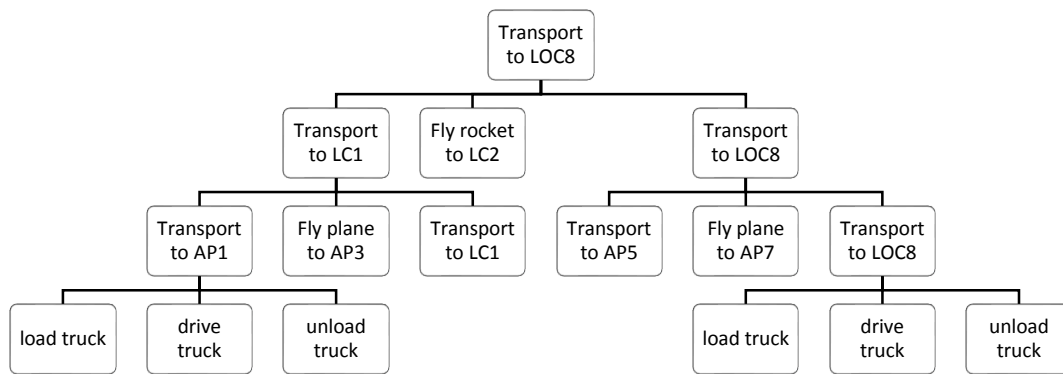 Transport
to LOC8
Transport
to LC1
Fly rocket
to LC2
Transport
to LOC8
Transport
to AP1
Fly plane
to AP3
Transport
to LC1
Transport
to AP5
Fly plane
to AP7
Transport
to LOC8
load truck
drive
truck
unload
truck
load truck
drive
truck
unload
truck